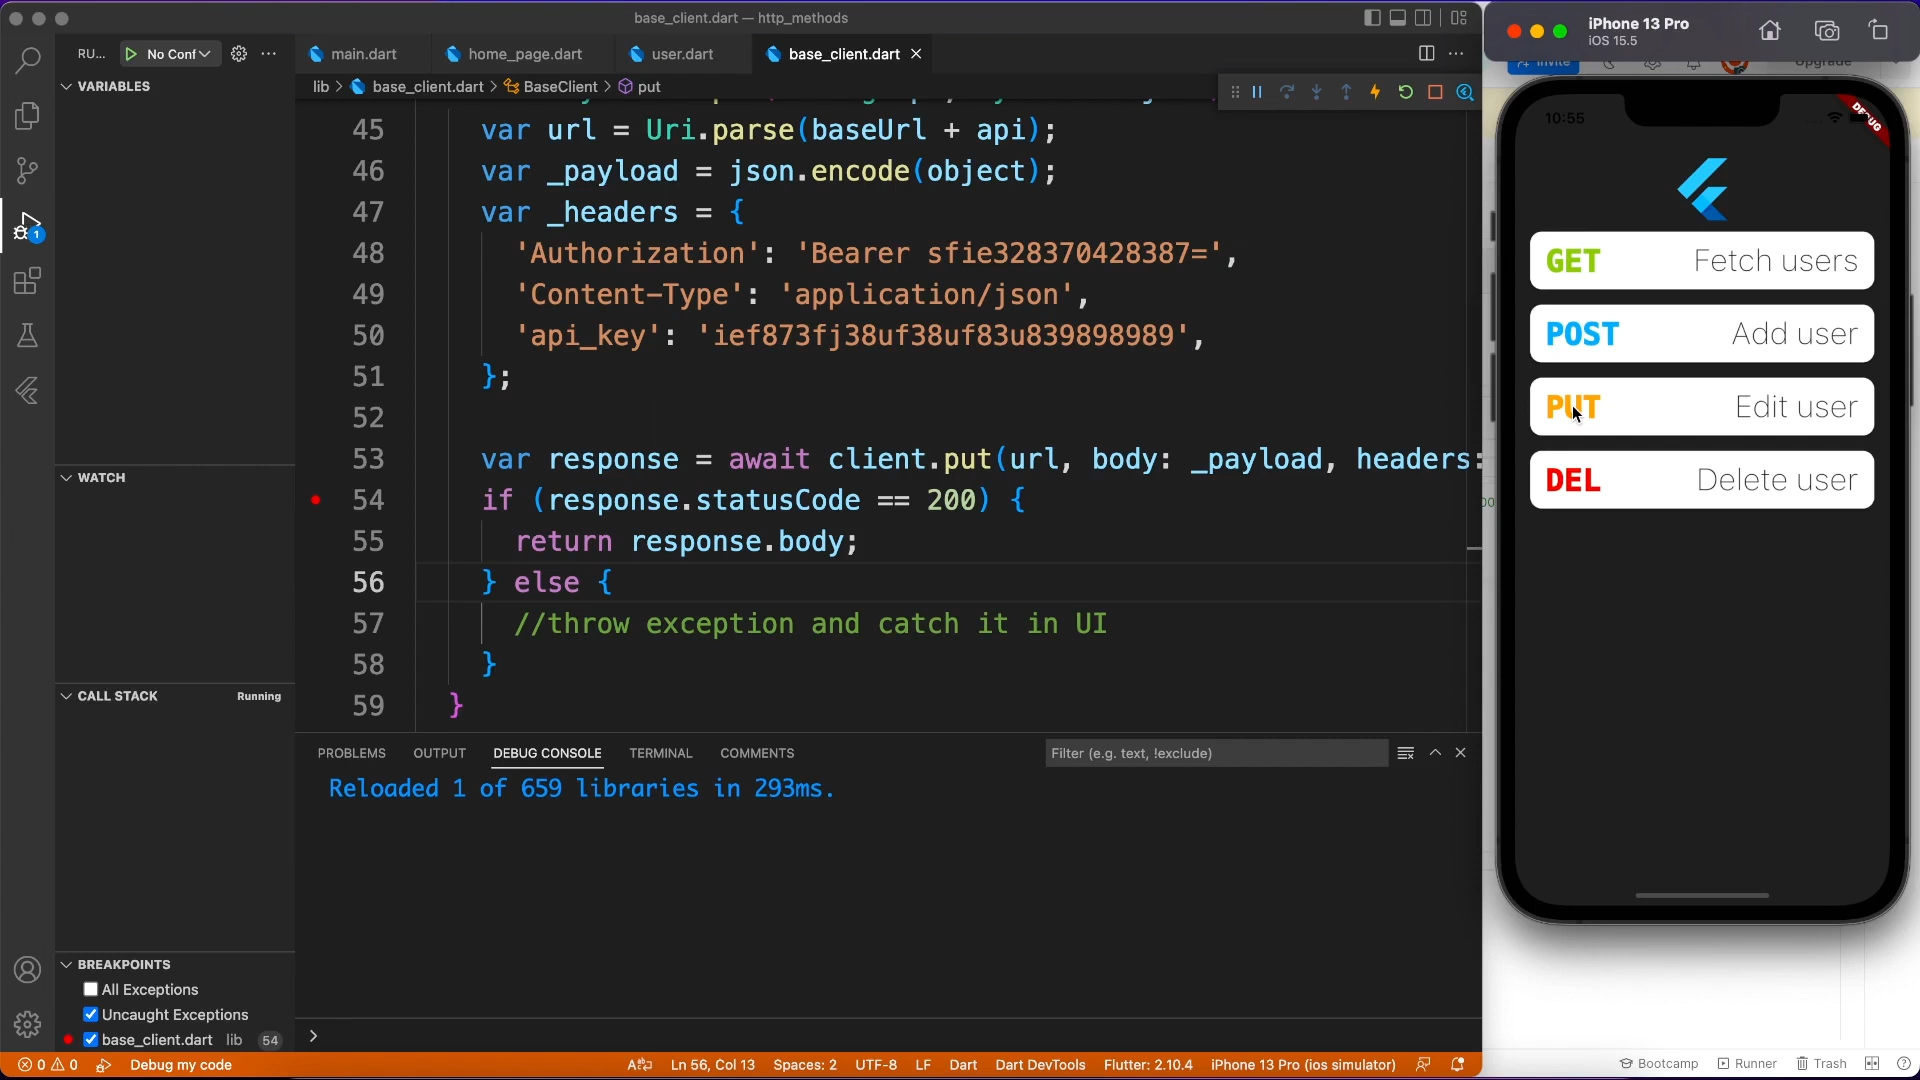 base_client.dart — http_methods
iPhone 13 Pro
iOS 15.5
RU...
No Conf
main.dart
home_page.dart
user.dart
base_client.dart
Invite
Upgrade
VARIABLES
lib > base_client.dart > BaseClient > put
45 var url = Uri.parse(baseUrl + api);
46 var _payload = json.encode(object);
47 var _headers = {
48 'Authorization': 'Bearer sfie328370428387=',
49 'Content-Type': 'application/json',
50 'api_key': 'ief873fj38uf38uf83u839898989',
51 };
52
53 var response = await client.put(url, body: _payload, headers:
54 if (response.statusCode == 200) {
55 return response.body;
56 } else {
57 //throw exception and catch it in UI
58 }
59 }
10:55
DEBUG
GET Fetch users
POST Add user
PUT Edit user
DEL Delete user
WATCH
CALL STACK Running
PROBLEMS OUTPUT DEBUG CONSOLE TERMINAL COMMENTS
Filter (e.g. text, !exclude)
Reloaded 1 of 659 libraries in 293ms.
BREAKPOINTS
All Exceptions
Uncaught Exceptions
base_client.dart lib 54
0 0 Debug my code
Ln 56, Col 13 Spaces: 2 UTF-8 LF Dart Dart DevTools Flutter: 2.10.4 iPhone 13 Pro (ios simulator)
Bootcamp Runner Trash